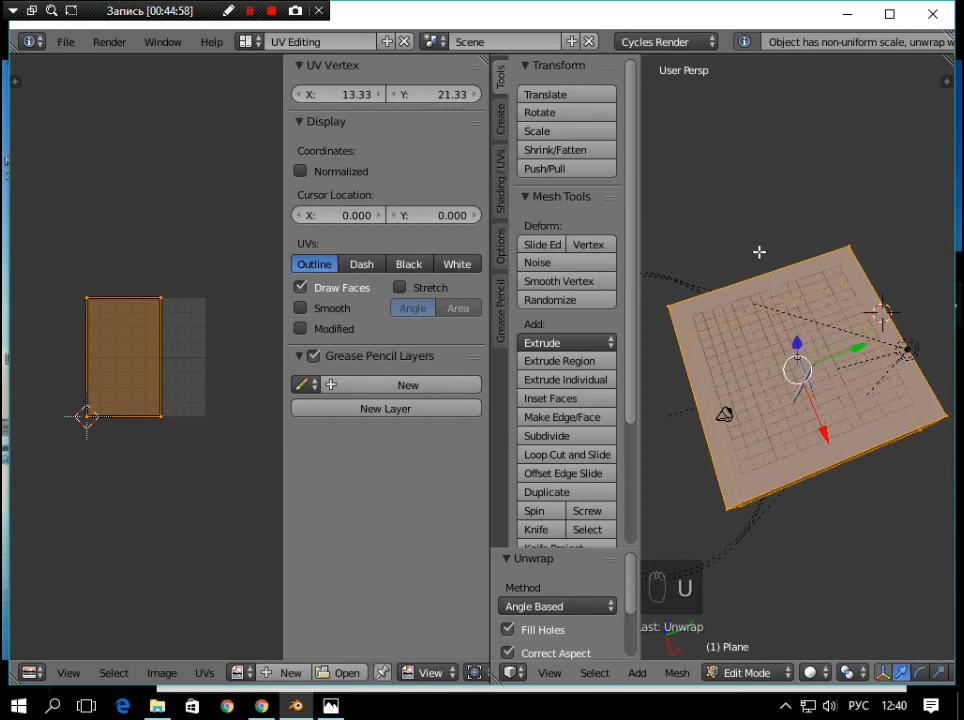 Запись [00:44:58]
File Render Window Help UV Editing Scene Cycles Render Object has non-uniform scale, unwrap w
UV Vertex
X: 13.33 Y: 21.33
Display
Coordinates:
Normalized
Cursor Location:
X: 0.000 Y: 0.000
UVs:
Outline Dash Black White
Draw Faces Stretch
Smooth Angle Area
Modified
Grease Pencil Layers
New
New Layer
Tools
Create
Shading / UVs
Options
Grease Pencil
Transform
Translate
Rotate
Scale
Shrink/Fatten
Push/Pull
Mesh Tools
Deform:
Slide Ed Vertex
Noise
Smooth Vertex
Randomize
Add:
Extrude
Extrude Region
Extrude Individual
Inset Faces
Make Edge/Face
Subdivide
Loop Cut and Slide
Offset Edge Slide
Duplicate
Spin Screw
Knife Select
Knife Project
Unwrap
Method
Angle Based
Fill Holes
Correct Aspect
User Persp
U
ast: Unwrap
(1) Plane
View Select Image UVs New Open View
View Select Add Mesh Edit Mode
РУС 12:40